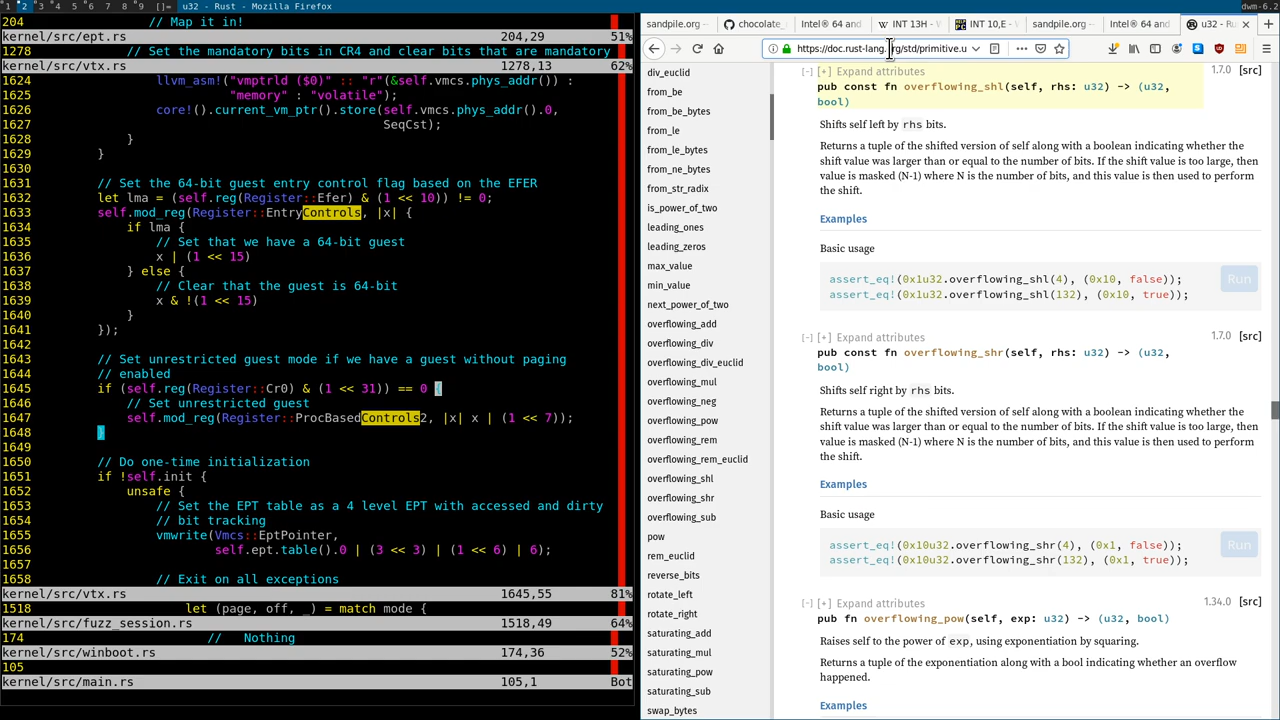 1 2 3 4 5 6 7 8 9 []= u32 - Rust - Mozilla Firefox dwm-6.2
204 // Map it in!
kernel/src/ept.rs 204,29 51%
1278 // Set the mandatory bits in CR4 and clear bits that are mandatory
kernel/src/vtx.rs 1278,13 62%
1624 llvm_asm!("vmptrld ($0)" :: "r"(&self.vmcs.phys_addr()) :
1625 "memory" : "volatile");
1626 core!().current_vm_ptr().store(self.vmcs.phys_addr().0,
1627 SeqCst);
1628 }
1629 }
1630
1631 // Set the 64-bit guest entry control flag based on the EFER
1632 let lma = (self.reg(Register::Efer) & (1 << 10)) != 0;
1633 self.mod_reg(Register::EntryControls, |x| {
1634 if lma {
1635 // Set that we have a 64-bit guest
1636 x | (1 << 15)
1637 } else {
1638 // Clear that the guest is 64-bit
1639 x & !(1 << 15)
1640 }
1641 });
1642
1643 // Set unrestricted guest mode if we have a guest without paging
1644 // enabled
1645 if (self.reg(Register::Cr0) & (1 << 31)) == 0 {
1646 // Set unrestricted guest
1647 self.mod_reg(Register::ProcBasedControls2, |x| x | (1 << 7));
1648 }
1649
1650 // Do one-time initialization
1651 if !self.init {
1652 unsafe {
1653 // Set the EPT table as a 4 level EPT with accessed and dirty
1654 // bit tracking
1655 vmwrite(Vmcs::EptPointer,
1656 self.ept.table().0 | (3 << 3) | (1 << 6) | 6);
1657
1658 // Exit on all exceptions
kernel/src/vtx.rs 1645,55 81%
1518 let (page, off, _) = match mode {
kernel/src/fuzz_session.rs 1518,49 64%
174 // Nothing
kernel/src/winboot.rs 174,36 52%
105
kernel/src/main.rs 105,1 Bot
sandpile.org chocolate_ Intel® 64 and INT 13H - INT 10,E - sandpile.org - Intel® 64 and u32 - Ru
https://doc.rust-lang.org/std/primitive.u
div_euclid
from_be
from_be_bytes
from_le
from_le_bytes
from_ne_bytes
from_str_radix
is_power_of_two
leading_ones
leading_zeros
max_value
min_value
next_power_of_two
overflowing_add
overflowing_div
overflowing_div_euclid
overflowing_mul
overflowing_neg
overflowing_pow
overflowing_rem
overflowing_rem_euclid
overflowing_shl
overflowing_shr
overflowing_sub
pow
rem_euclid
reverse_bits
rotate_left
rotate_right
saturating_add
saturating_mul
saturating_pow
saturating_sub
swap_bytes
[-] [+] Expand attributes 1.7.0 [src]
pub const fn overflowing_shl(self, rhs: u32) -> (u32,
bool)
Shifts self left by rhs bits.
Returns a tuple of the shifted version of self along with a boolean indicating whether the
shift value was larger than or equal to the number of bits. If the shift value is too large, then
value is masked (N-1) where N is the number of bits, and this value is then used to perform
the shift.
Examples
Basic usage
assert_eq!(0x1u32.overflowing_shl(4), (0x10, false));
assert_eq!(0x1u32.overflowing_shl(132), (0x10, true));
Run
[-] [+] Expand attributes 1.7.0 [src]
pub const fn overflowing_shr(self, rhs: u32) -> (u32,
bool)
Shifts self right by rhs bits.
Returns a tuple of the shifted version of self along with a boolean indicating whether the
shift value was larger than or equal to the number of bits. If the shift value is too large, then
value is masked (N-1) where N is the number of bits, and this value is then used to perform
the shift.
Examples
Basic usage
assert_eq!(0x10u32.overflowing_shr(4), (0x1, false));
assert_eq!(0x10u32.overflowing_shr(132), (0x1, true));
Run
[-] [+] Expand attributes 1.34.0 [src]
pub fn overflowing_pow(self, exp: u32) -> (u32, bool)
Raises self to the power of exp, using exponentiation by squaring.
Returns a tuple of the exponentiation along with a bool indicating whether an overflow
happened.
Examples